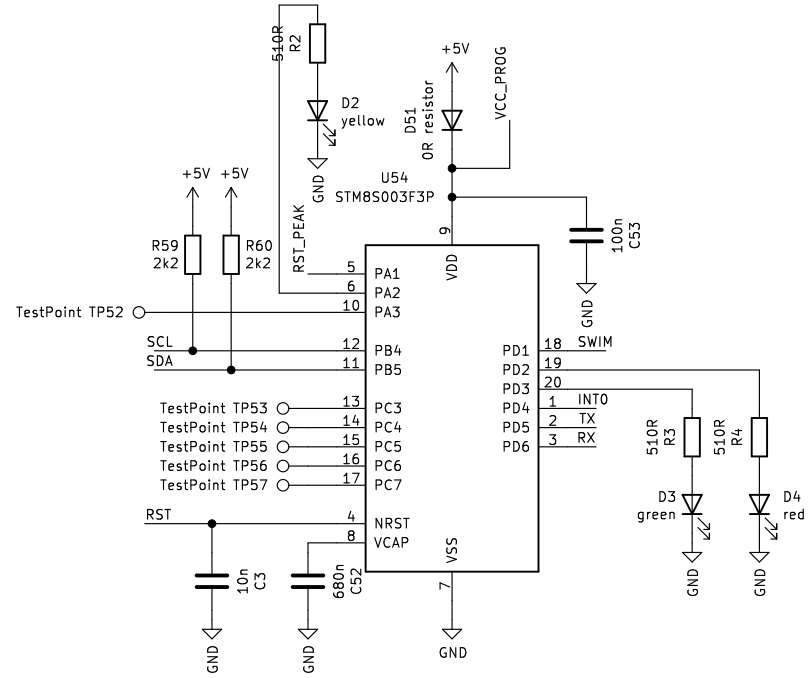 510R
R2
D2
yellow
GND
+5V
D51
0R resistor
VCC_PROG
U54
STM8S003F3P
+5V
+5V
R59
2k2
R60
2k2
RST_PEAK
9
VDD
100n
C53
GND
5
PA1
6
PA2
TestPoint TP52
10
PA3
SCL
12
PB4
SDA
11
PB5
TestPoint TP53
13
PC3
TestPoint TP54
14
PC4
TestPoint TP55
15
PC5
TestPoint TP56
16
PC6
TestPoint TP57
17
PC7
RST
4
NRST
8
VCAP
PD1
18
SWIM
PD2
19
PD3
20
PD4
1
INT0
PD5
2
TX
PD6
3
RX
510R
R3
510R
R4
D3
green
D4
red
GND
GND
VSS
7
GND
10n
C3
GND
680n
C52
GND